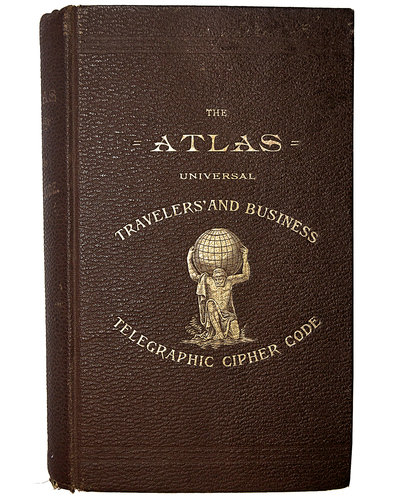 THE
ATLAS
UNIVERSAL
TRAVELERS' AND BUSINESS
TELEGRAPHIC CIPHER CODE